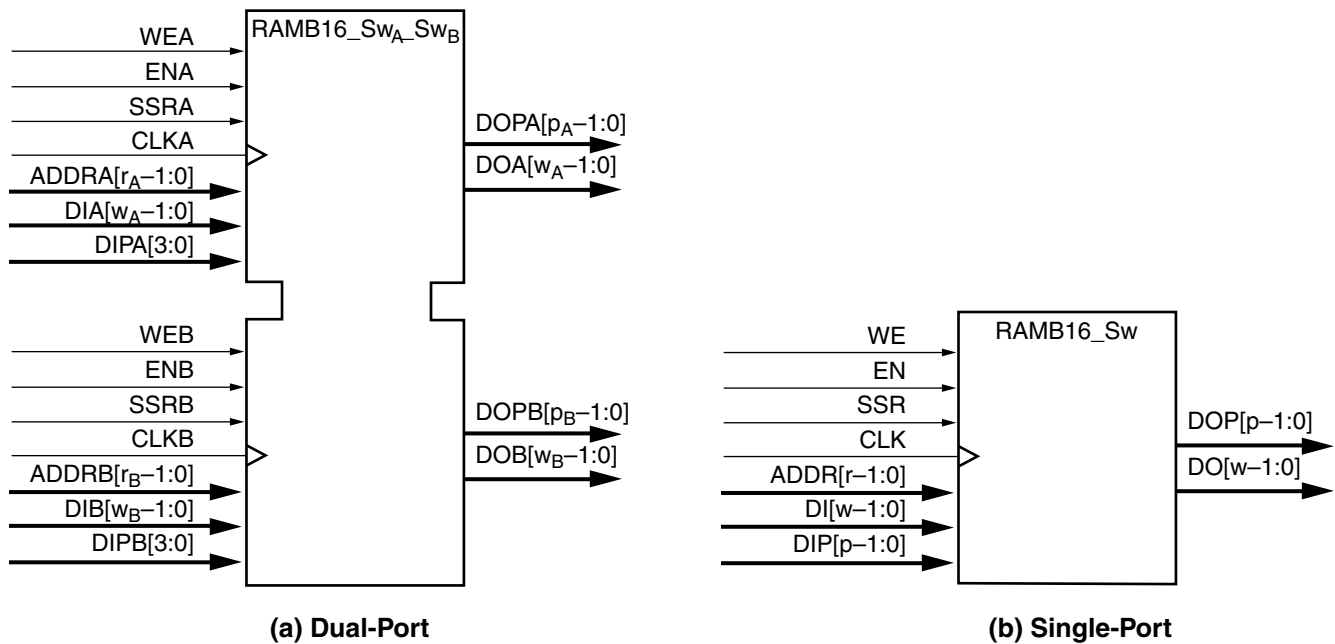 RAMB16_SwA_SwB
WEA
ENA
SSRA
CLKA
ADDRA[rA–1:0]
DIA[wA–1:0]
DIPA[3:0]
DOPA[pA–1:0]
DOA[wA–1:0]
WEB
ENB
SSRB
CLKB
ADDRB[rB–1:0]
DIB[wB–1:0]
DIPB[3:0]
DOPB[pB–1:0]
DOB[wB–1:0]
(a) Dual-Port
RAMB16_Sw
WE
EN
SSR
CLK
ADDR[r–1:0]
DI[w–1:0]
DIP[p–1:0]
DOP[p–1:0]
DO[w–1:0]
(b) Single-Port